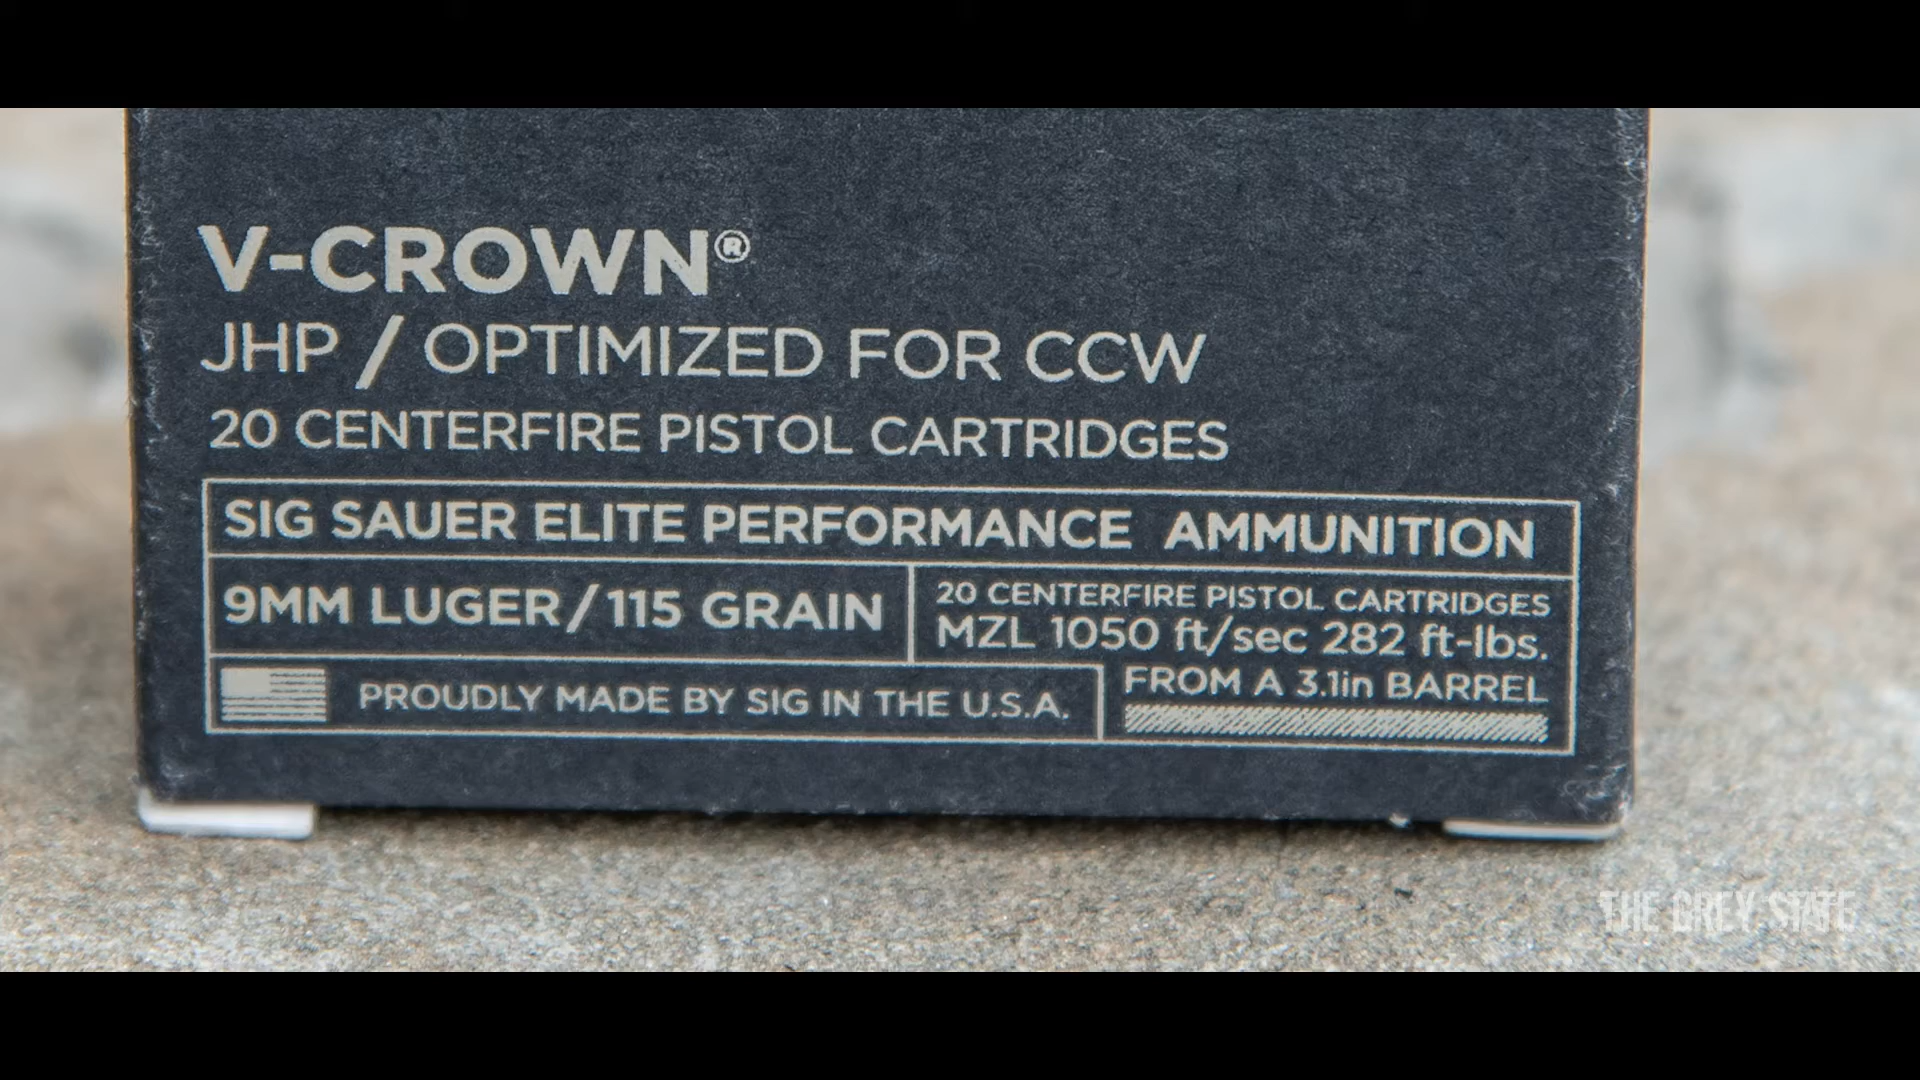 V-CROWN®
JHP / OPTIMIZED FOR CCW
20 CENTERFIRE PISTOL CARTRIDGES
SIG SAUER ELITE PERFORMANCE AMMUNITION
9MM LUGER/115 GRAIN
20 CENTERFIRE PISTOL CARTRIDGES
MZL 1050 ft/sec 282 ft-lbs.
FROM A 3.1in BARREL
PROUDLY MADE BY SIG IN THE U.S.A.
THE GREY STATE